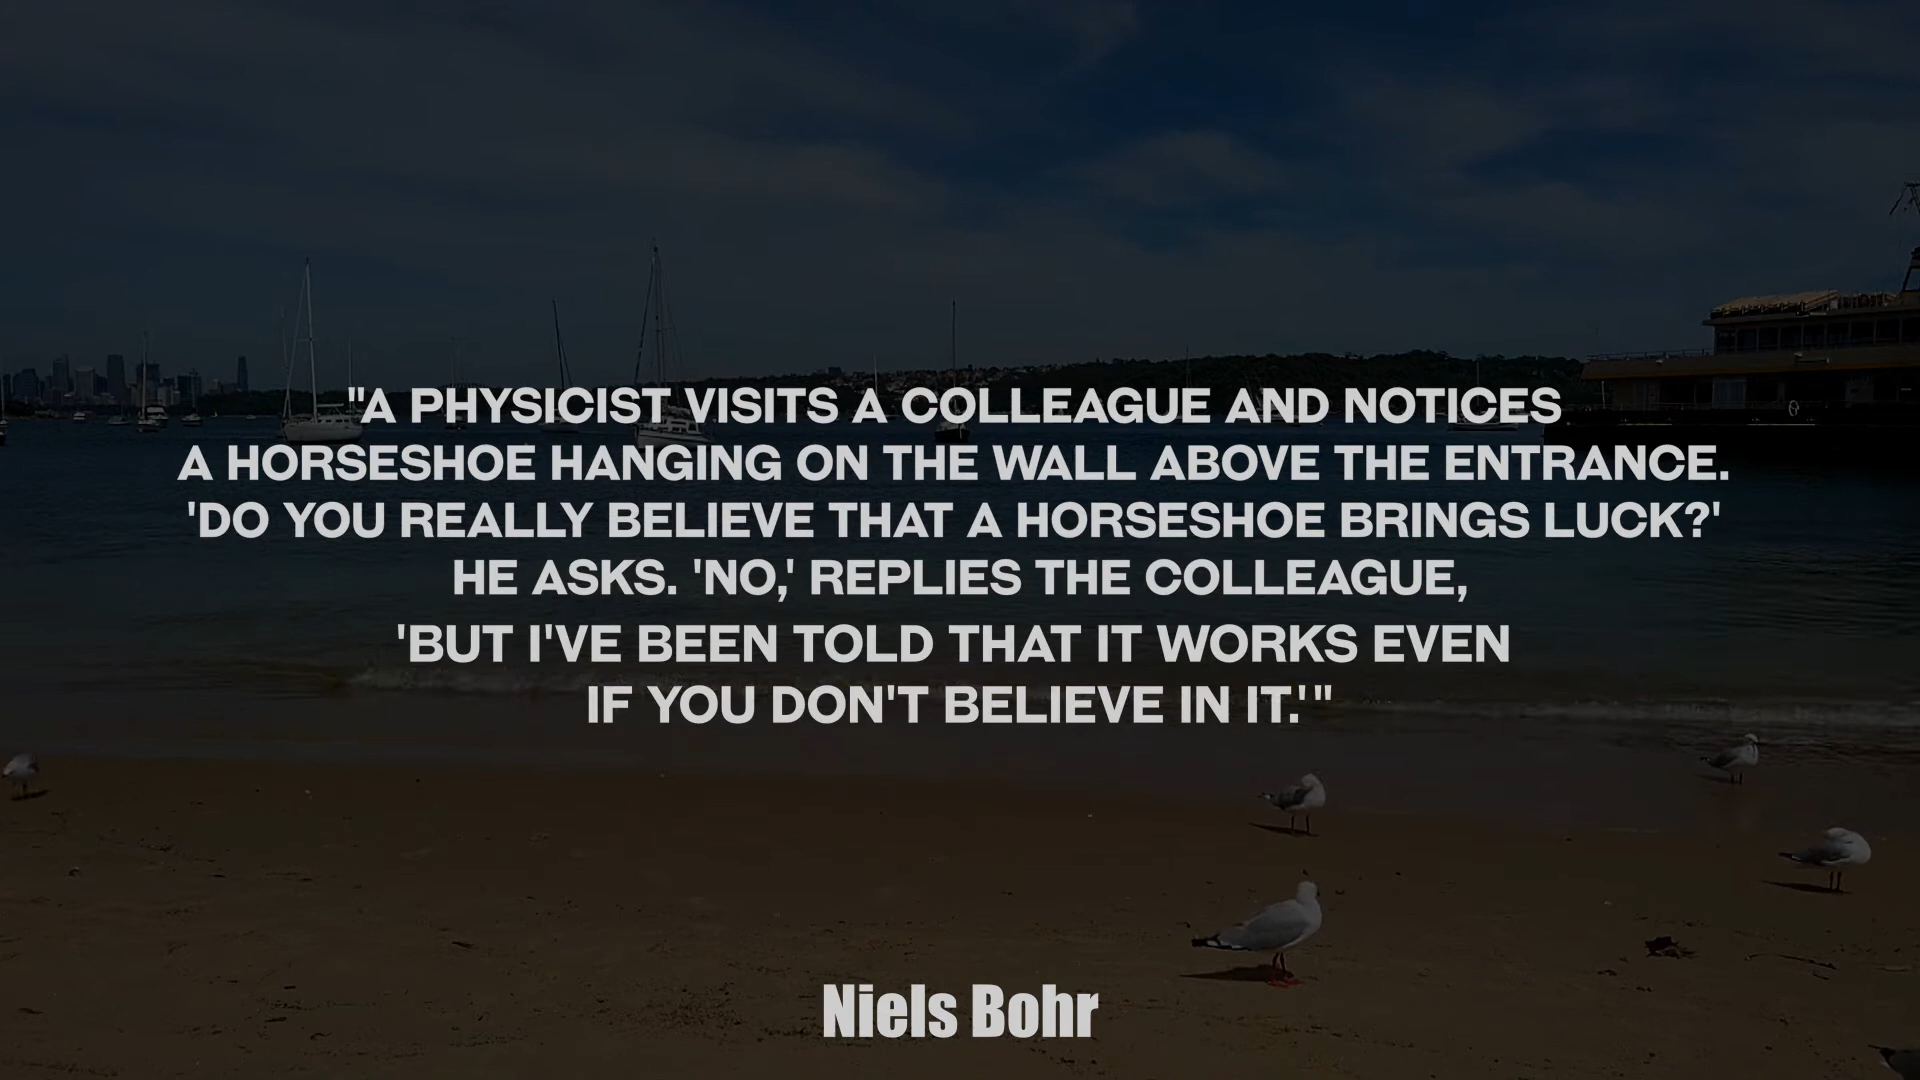 "A PHYSICIST VISITS A COLLEAGUE AND NOTICES
A HORSESHOE HANGING ON THE WALL ABOVE THE ENTRANCE.
'DO YOU REALLY BELIEVE THAT A HORSESHOE BRINGS LUCK?'
HE ASKS. 'NO,' REPLIES THE COLLEAGUE,
'BUT I'VE BEEN TOLD THAT IT WORKS EVEN
IF YOU DON'T BELIEVE IN IT.'"
Niels Bohr